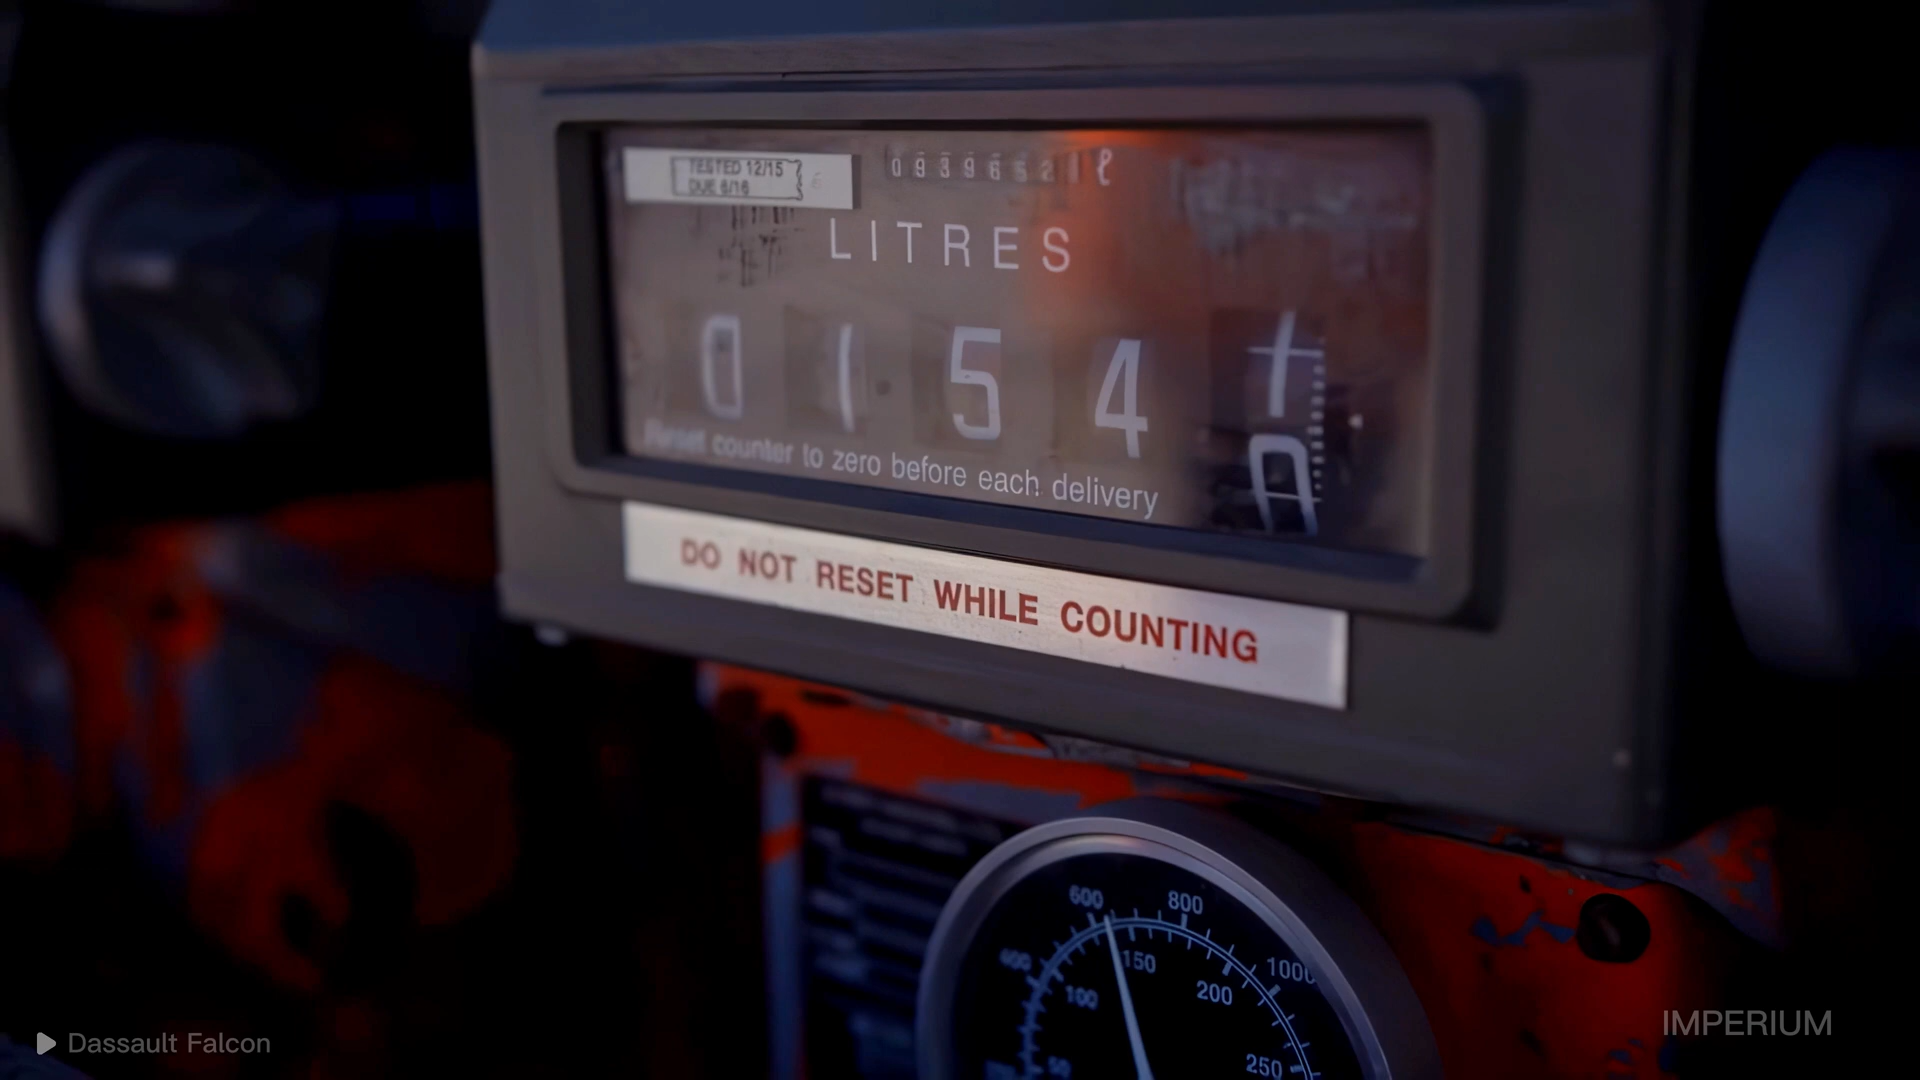 TESTED 12/15
DUE 6/16
LITRES
0 1 5 4
Reset counter to zero before each delivery
DO NOT RESET WHILE COUNTING
600
800
400
1000
150
100
200
50
250
Dassault Falcon
IMPERIUM